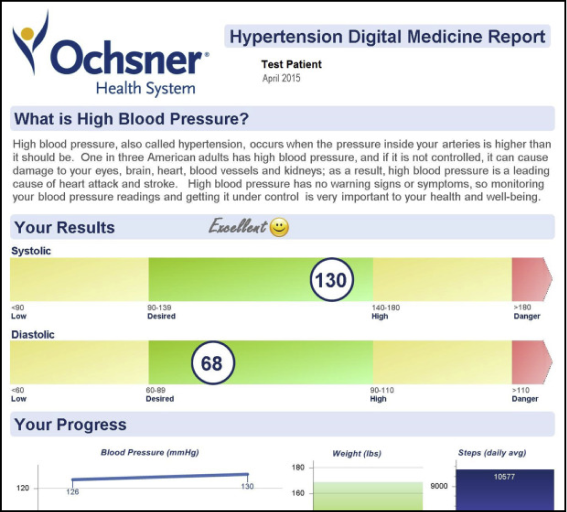 Ochsner
Health System
Hypertension Digital Medicine Report
Test Patient
April 2015
What is High Blood Pressure?
High blood pressure, also called hypertension, occurs when the pressure inside your arteries is higher than
it should be. One in three American adults has high blood pressure, and if it is not controlled, it can cause
damage to your eyes, brain, heart, blood vessels and kidneys; as a result, high blood pressure is a leading
cause of heart attack and stroke. High blood pressure has no warning signs or symptoms, so monitoring
your blood pressure readings and getting it under control is very important to your health and well-being.
Your Results Excellent
Systolic
130
<90 90-139 140-180 >180
Low Desired High Danger
Diastolic
68
<60 60-89 90-110 >110
Low Desired High Danger
Your Progress
Blood Pressure (mmHg) Weight (lbs) Steps (daily avg)
180
10577
120 126 130 160 9000